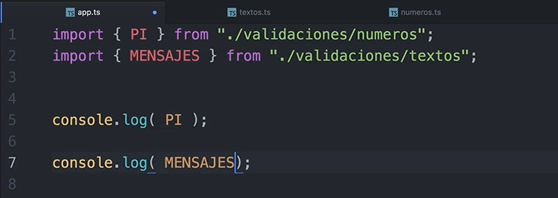 app.ts textos.ts numeros.ts
1 import { PI } from "./validaciones/numeros";
2 import { MENSAJES } from "./validaciones/textos";
3
4
5 console.log( PI );
6
7 console.log( MENSAJES);
8